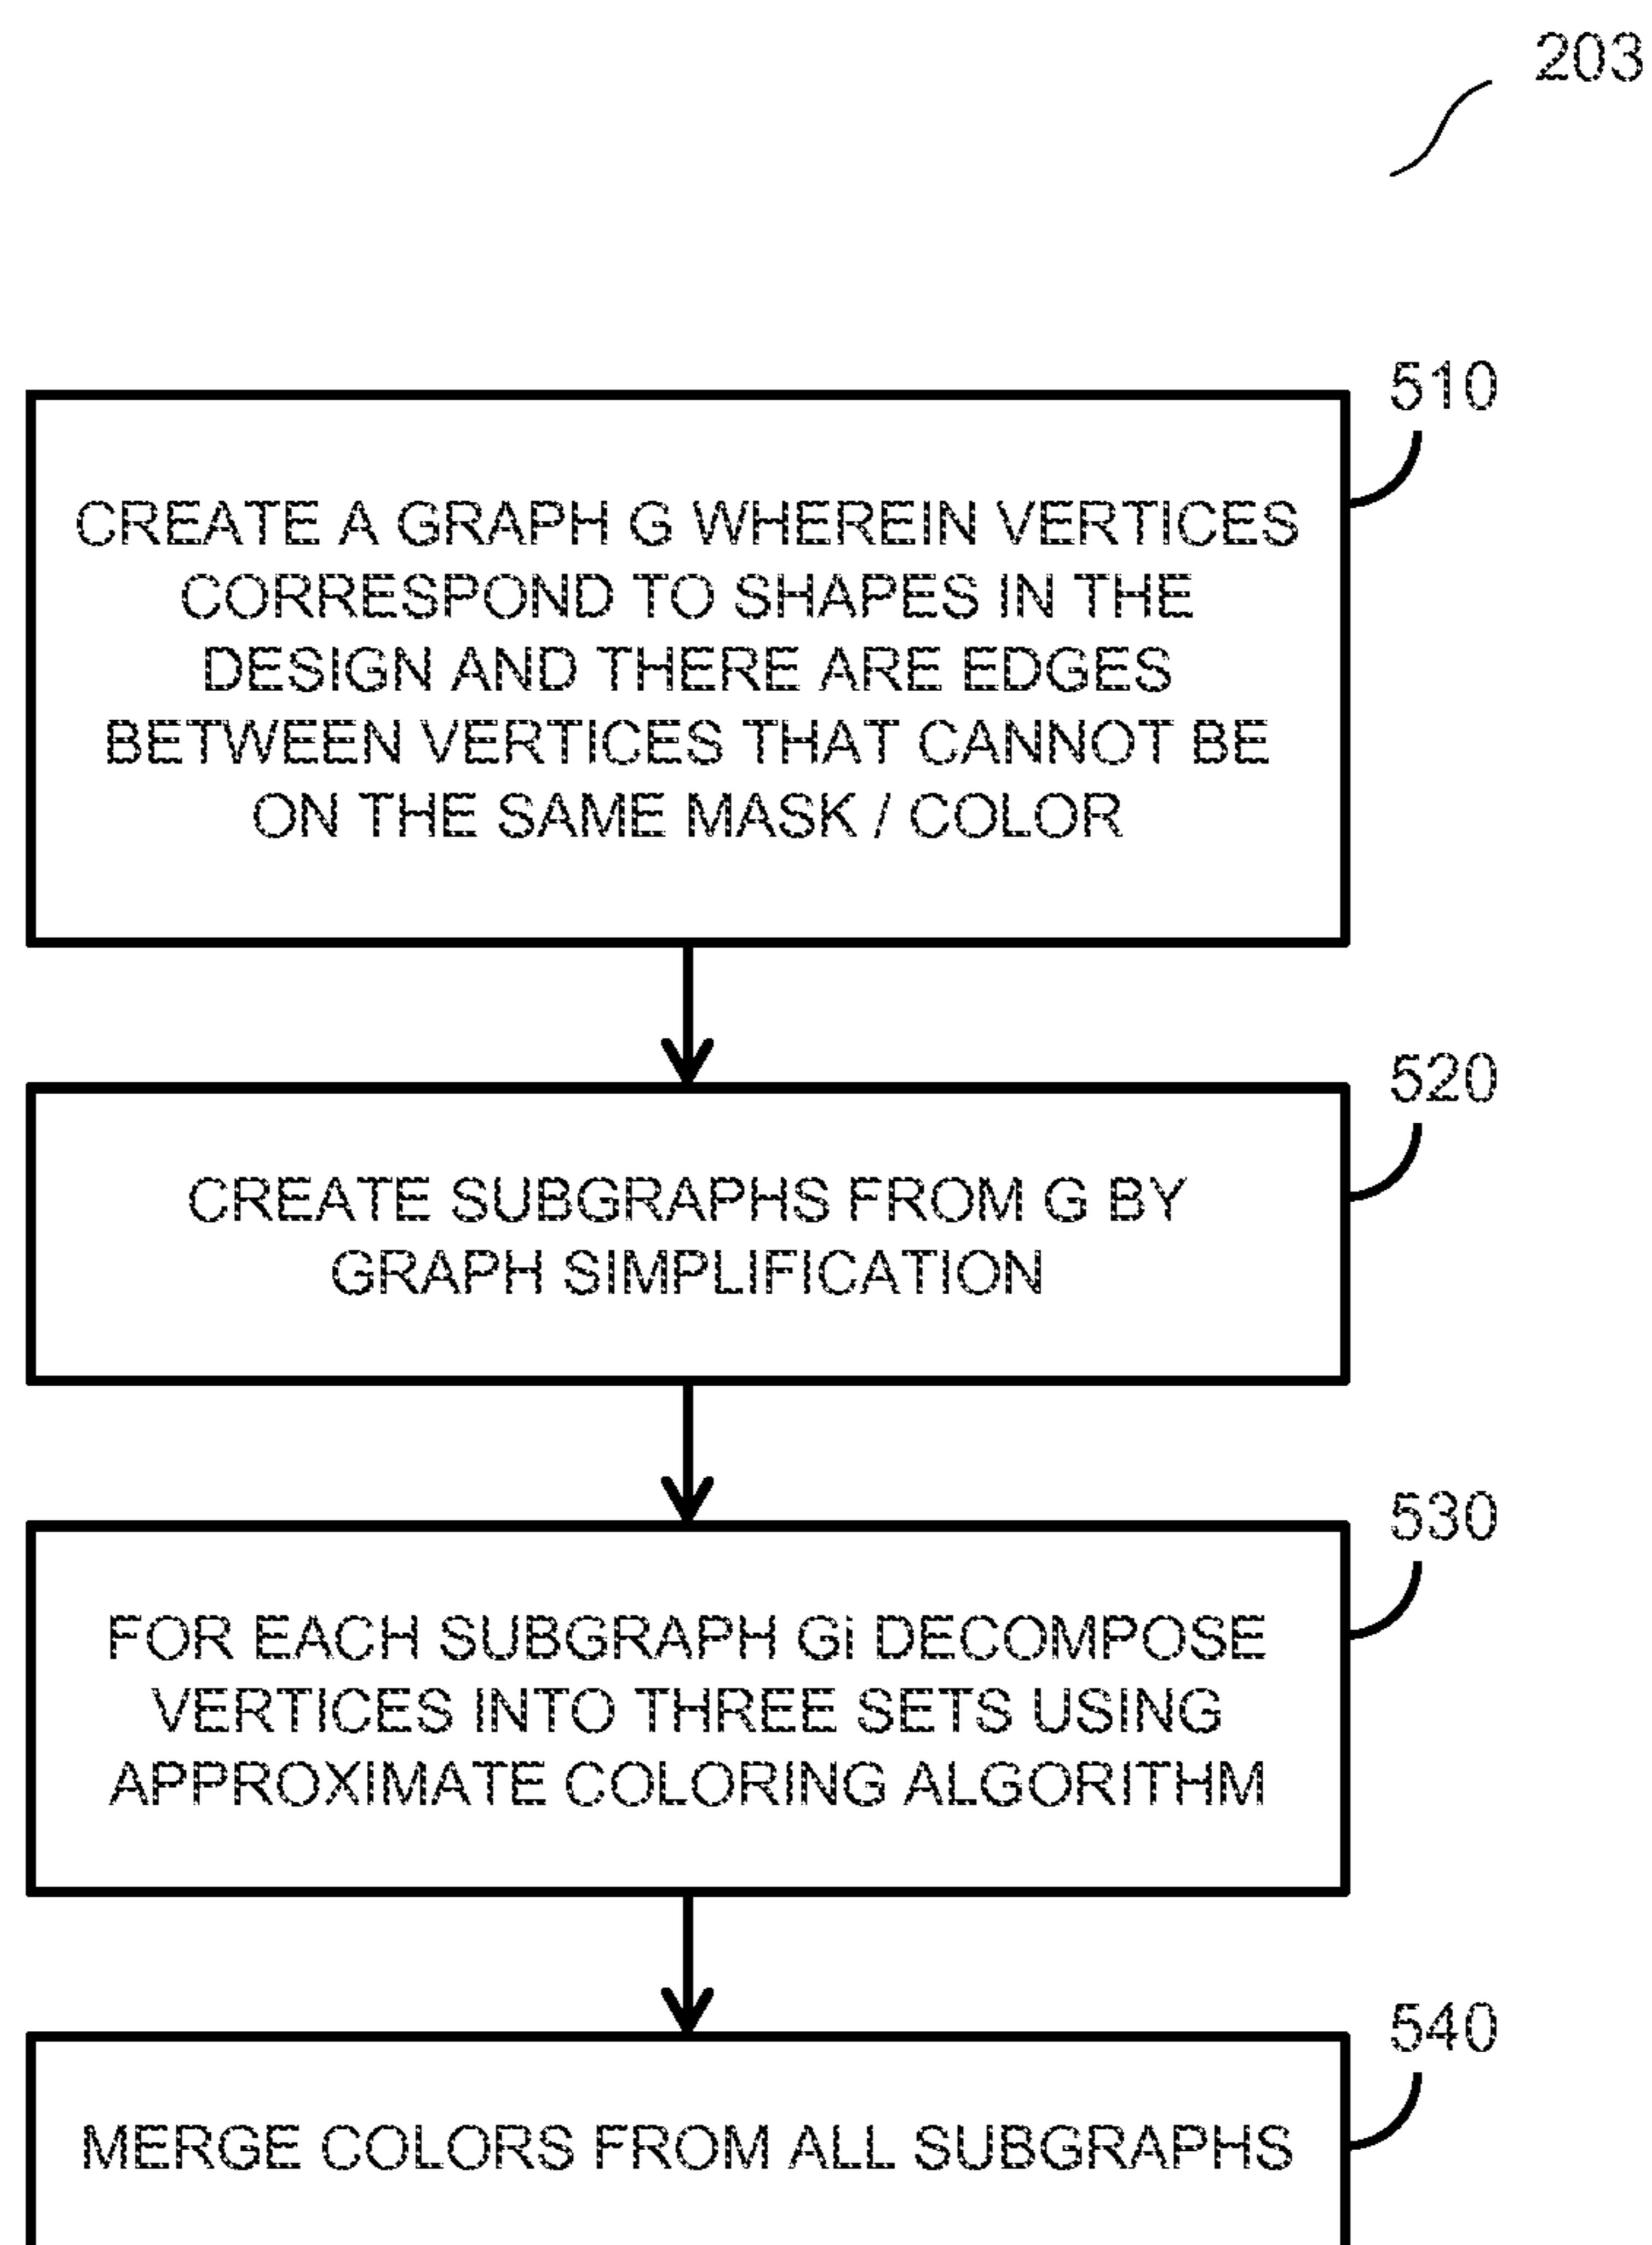 203
510
CREATE A GRAPH G WHEREIN VERTICES
CORRESPOND TO SHAPES IN THE
DESIGN AND THERE ARE EDGES
BETWEEN VERTICES THAT CANNOT BE
ON THE SAME MASK / COLOR
520
CREATE SUBGRAPHS FROM G BY
GRAPH SIMPLIFICATION
530
FOR EACH SUBGRAPH Gi DECOMPOSE
VERTICES INTO THREE SETS USING
APPROXIMATE COLORING ALGORITHM
540
MERGE COLORS FROM ALL SUBGRAPHS